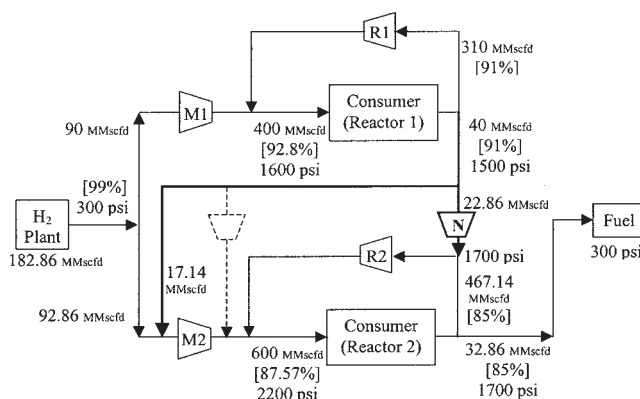 R1
310 MMscfd
[91%]
M1
Consumer
(Reactor 1)
90 MMscfd
400 MMscfd
[92.8%]
1600 psi
40 MMscfd
[91%]
1500 psi
[99%]
300 psi
H2
Plant
182.86 MMscfd
22.86 MMscfd
N
Fuel
300 psi
17.14
MMscfd
R2
1700 psi
467.14
MMscfd
[85%]
92.86 MMscfd
M2
Consumer
(Reactor 2)
600 MMscfd
[87.57%]
2200 psi
32.86 MMscfd
[85%]
1700 psi